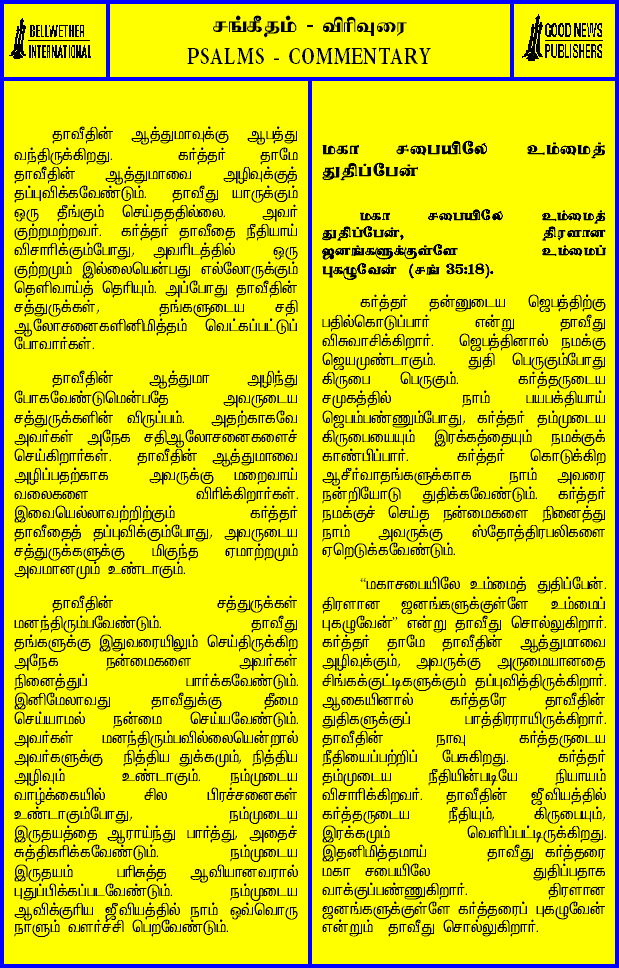 BELLWETHER
INTERNATIONAL
சங்கீதம் - விரிவுரை
PSALMS - COMMENTARY
GOOD NEWS
PUBLISHERS
தாவீதின் ஆத்துமாவுக்கு ஆபத்து
வந்திருக்கிறது. கர்த்தர் தாமே
தாவீதின் ஆத்துமாவை அழிவுக்குத்
தப்புவிக்கவேண்டும். தாவீது யாருக்கும்
ஒரு தீங்கும் செய்ததில்லை. அவர்
குற்றமற்றவர். கர்த்தர் தாவீதை நீதியாய்
விசாரிக்கும்போது, அவரிடத்தில் ஒரு
குற்றமும் இல்லையென்பது எல்லோருக்கும்
தெளிவாய்த் தெரியும். அப்போது தாவீதின்
சத்துருக்கள், தங்களுடைய சதி
ஆலோசனைகளினிமித்தம் வெட்கப்பட்டுப்
போவார்கள்.
தாவீதின் ஆத்துமா அழிந்து
போகவேண்டுமென்பதே அவருடைய
சத்துருக்களின் விருப்பம். அதற்காகவே
அவர்கள் அநேக சதிஆலோசனைகளைச்
செய்கிறார்கள். தாவீதின் ஆத்துமாவை
அழிப்பதற்காக அவருக்கு மறைவாய்
வலைகளை விரிக்கிறார்கள்.
இவையெல்லாவற்றிற்கும் கர்த்தர்
தாவீதைத் தப்புவிக்கும்போது, அவருடைய
சத்துருக்களுக்கு மிகுந்த ஏமாற்றமும்
அவமானமும் உண்டாகும்.
தாவீதின் சத்துருக்கள்
மனந்திரும்பவேண்டும். தாவீது
தங்களுக்கு இதுவரையிலும் செய்திருக்கிற
அநேக நன்மைகளை அவர்கள்
நினைத்துப் பார்க்கவேண்டும்.
இனிமேலாவது தாவீதுக்கு தீமை
செய்யாமல் நன்மை செய்யவேண்டும்.
அவர்கள் மனந்திரும்பவில்லையென்றால்
அவர்களுக்கு நித்திய துக்கமும், நித்திய
அழிவும் உண்டாகும். நம்முடைய
வாழ்க்கையில் சில பிரச்சனைகள்
உண்டாகும்போது, நம்முடைய
இருதயத்தை ஆராய்ந்து பார்த்து, அதைச்
சுத்திகரிக்கவேண்டும். நம்முடைய
இருதயம் பரிசுத்த ஆவியானவரால்
புதுப்பிக்கப்படவேண்டும். நம்முடைய
ஆவிக்குரிய ஜீவியத்தில் நாம் ஒவ்வொரு
நாளும் வளர்ச்சி பெறவேண்டும்.
மகா சபையிலே உம்மைத்
துதிப்பேன்
மகா சபையிலே உம்மைத்
துதிப்பேன், திரளான
ஜனங்களுக்குள்ளே உம்மைப்
புகழுவேன் (சங் 35:18).
கர்த்தர் தன்னுடைய ஜெபத்திற்கு
பதில்கொடுப்பார் என்று தாவீது
விசுவாசிக்கிறார். ஜெபத்தினால் நமக்கு
ஜெயமுண்டாகும். துதி பெருகும்போது
கிருபை பெருகும். கர்த்தருடைய
சமுகத்தில் நாம் பயபக்தியாய்
ஜெபம்பண்ணும்போது, கர்த்தர் தம்முடைய
கிருபையையும் இரக்கத்தையும் நமக்குக்
காண்பிப்பார். கர்த்தர் கொடுக்கிற
ஆசீர்வாதங்களுக்காக நாம் அவரை
நன்றியோடு துதிக்கவேண்டும். கர்த்தர்
நமக்குச் செய்த நன்மைகளை நினைத்து
நாம் அவருக்கு ஸ்தோத்திரபலிகளை
ஏறெடுக்கவேண்டும்.
“மகாசபையிலே உம்மைத் துதிப்பேன்.
திரளான ஜனங்களுக்குள்ளே உம்மைப்
புகழுவேன்” என்று தாவீது சொல்லுகிறார்.
கர்த்தர் தாமே தாவீதின் ஆத்துமாவை
அழிவுக்கும், அவருக்கு அருமையானதை
சிங்கக்குட்டிகளுக்கும் தப்புவித்திருக்கிறார்.
ஆகையினால் கர்த்தரே தாவீதின்
துதிகளுக்குப் பாத்திரராயிருக்கிறார்.
தாவீதின் நாவு கர்த்தருடைய
நீதியைப்பற்றிப் பேசுகிறது. கர்த்தர்
தம்முடைய நீதியின்படியே நியாயம்
விசாரிக்கிறவர். தாவீதின் ஜீவியத்தில்
கர்த்தருடைய நீதியும், கிருபையும்,
இரக்கமும் வெளிப்பட்டிருக்கிறது.
இதனிமித்தமாய் தாவீது கர்த்தரை
மகா சபையிலே துதிப்பதாக
வாக்குப்பண்ணுகிறார். திரளான
ஜனங்களுக்குள்ளே கர்த்தரைப் புகழுவேன்
என்றும் தாவீது சொல்லுகிறார்.